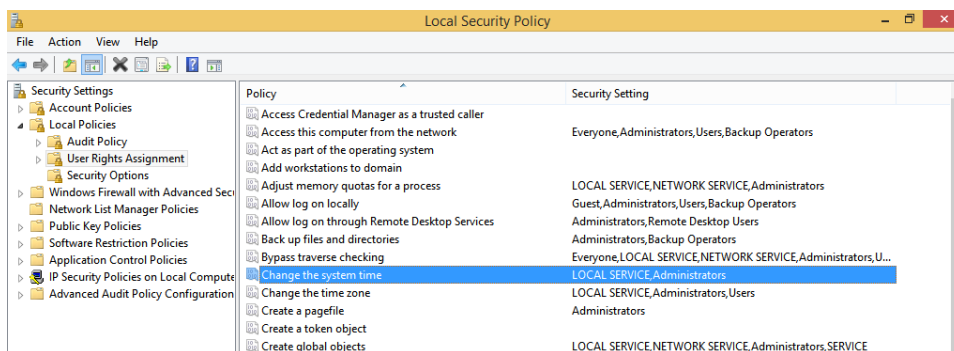 Local Security Policy
File Action View Help
Security Settings
Account Policies
Local Policies
Audit Policy
User Rights Assignment
Security Options
Windows Firewall with Advanced Secu
Network List Manager Policies
Public Key Policies
Software Restriction Policies
Application Control Policies
IP Security Policies on Local Compute
Advanced Audit Policy Configuration
Policy Security Setting
Access Credential Manager as a trusted caller
Access this computer from the network Everyone,Administrators,Users,Backup Operators
Act as part of the operating system
Add workstations to domain
Adjust memory quotas for a process LOCAL SERVICE,NETWORK SERVICE,Administrators
Allow log on locally Guest,Administrators,Users,Backup Operators
Allow log on through Remote Desktop Services Administrators,Remote Desktop Users
Back up files and directories Administrators,Backup Operators
Bypass traverse checking Everyone,LOCAL SERVICE,NETWORK SERVICE,Administrators,U...
Change the system time LOCAL SERVICE,Administrators
Change the time zone LOCAL SERVICE,Administrators,Users
Create a pagefile Administrators
Create a token object
Create global objects LOCAL SERVICE,NETWORK SERVICE,Administrators,SERVICE